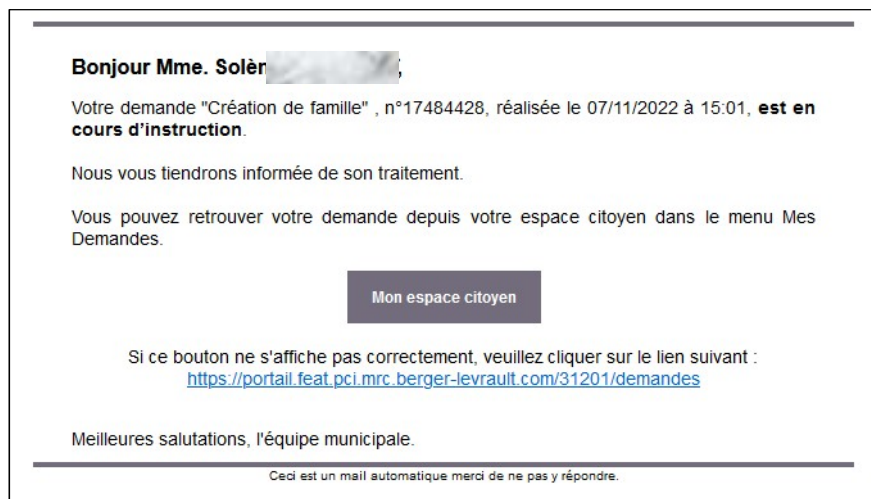 Bonjour Mme. Solèn
Votre demande "Création de famille" , n°17484428, réalisée le 07/11/2022 à 15:01, est en
cours d'instruction.
Nous vous tiendrons informée de son traitement.
Vous pouvez retrouver votre demande depuis votre espace citoyen dans le menu Mes
Demandes.
Mon espace citoyen
Si ce bouton ne s'affiche pas correctement, veuillez cliquer sur le lien suivant :
https://portail.feat.pci.mrc.berger-levrault.com/31201/demandes
Meilleures salutations, l'équipe municipale.
Ceci est un mail automatique merci de ne pas y répondre.